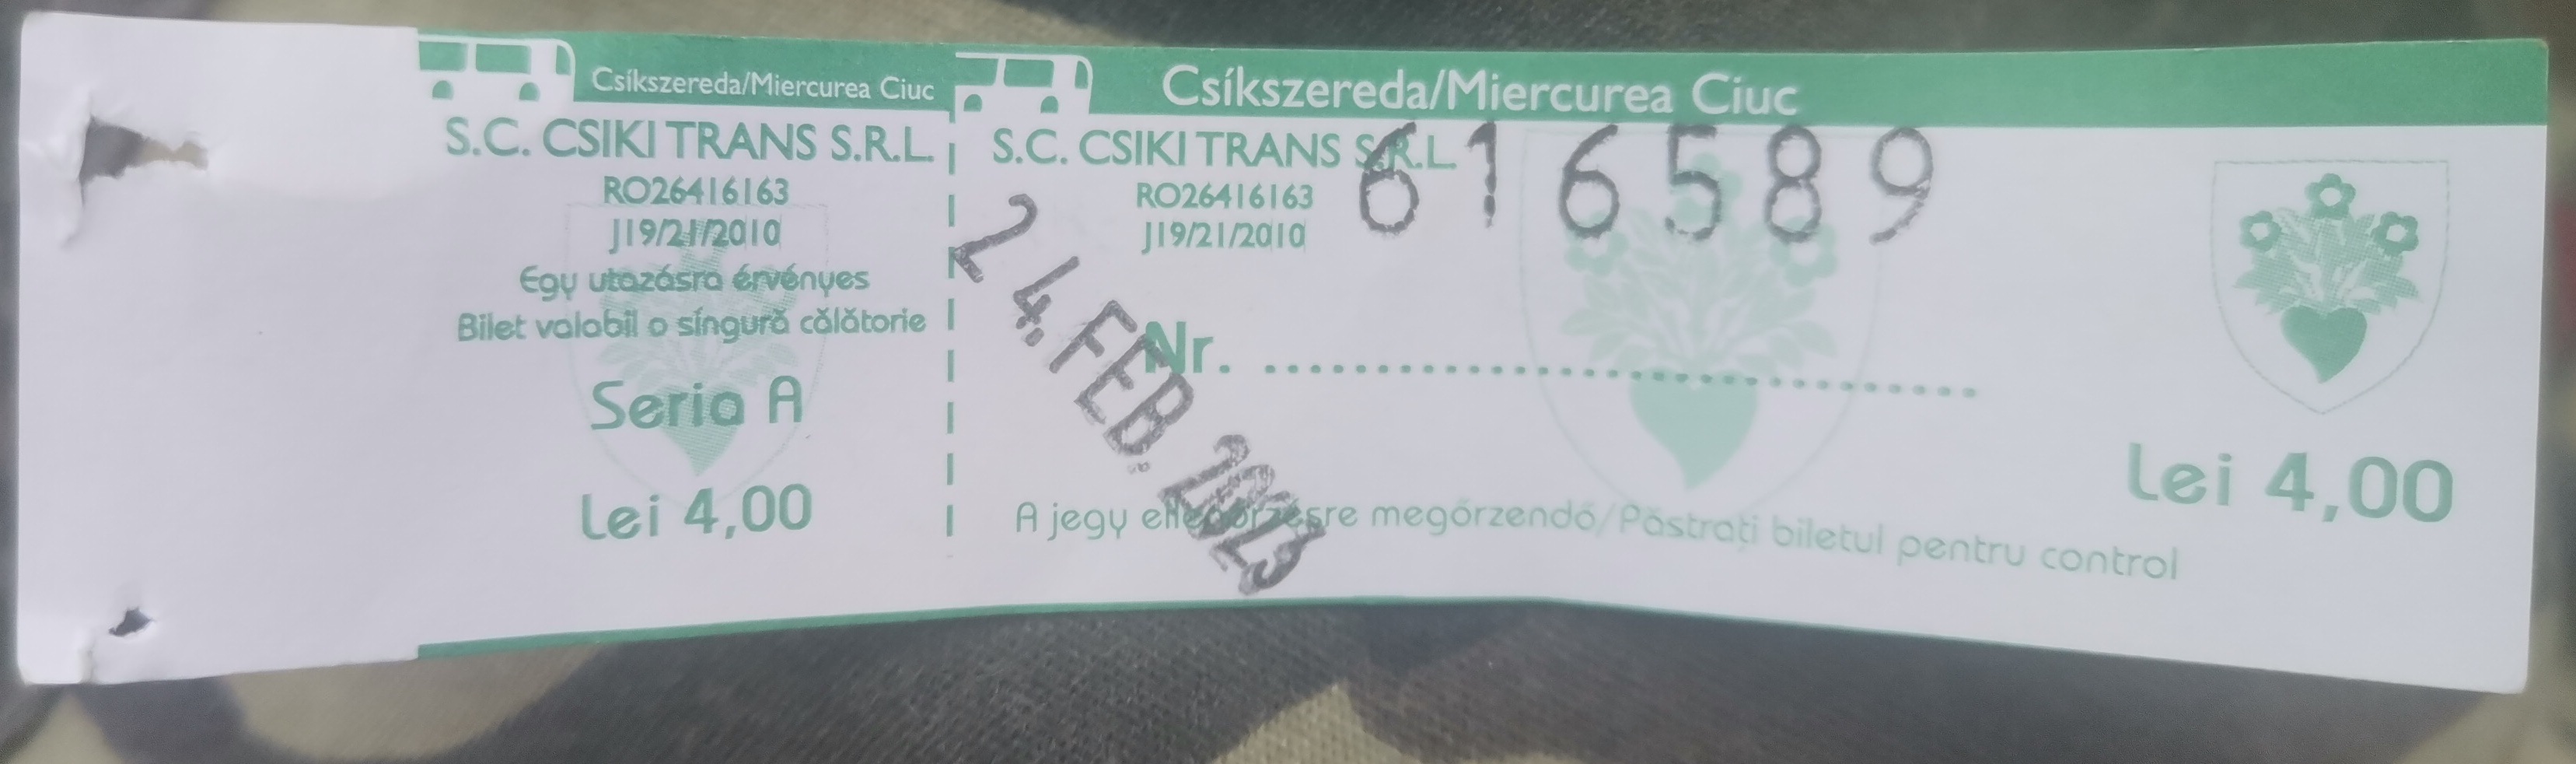 Csíkszereda/Miercurea Ciuc
S.C. CSIKI TRANS S.R.L.
RO26416163
J19/21/2010
Egy utazásra érvényes
Bilet valabil o síngură călătorie
Seria A
Lei 4,00
Csíkszereda/Miercurea Ciuc
S.C. CSIKI TRANS S.R.L.
RO26416163
J19/21/2010
616589
24. FEB. 2023
Nr. ........................................
A jegy ellenőrzésre megőrzendő/Păstrați biletul pentru control
Lei 4,00